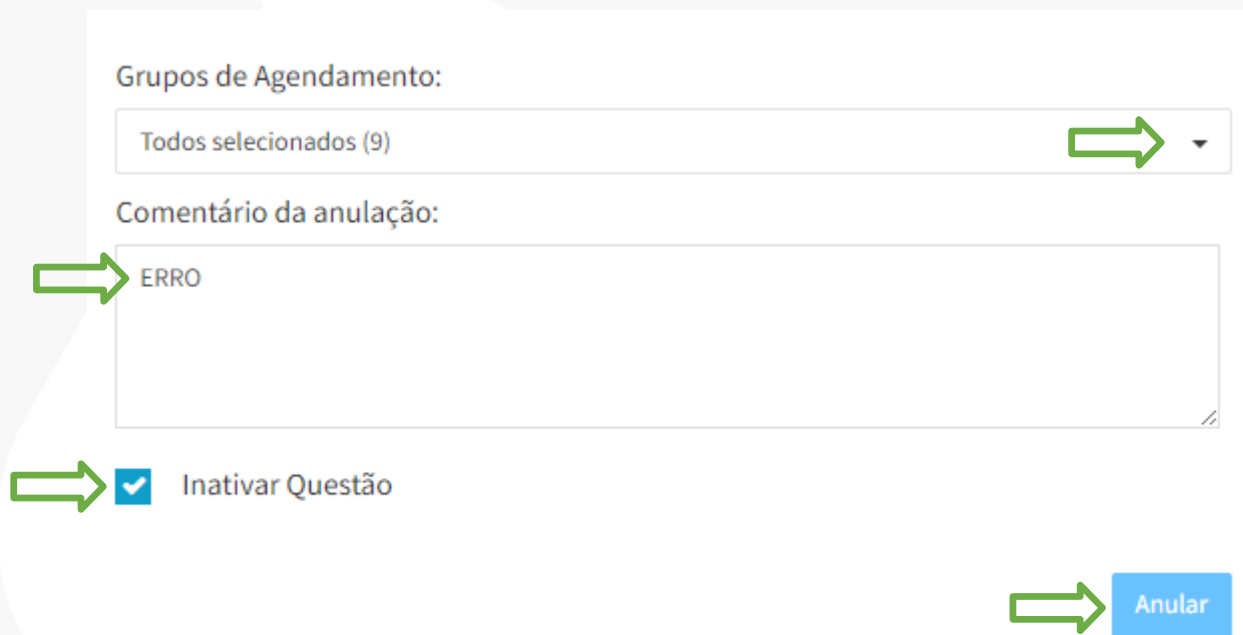 Grupos de Agendamento:
Todos selecionados (9)
Comentário da anulação:
ERRO
Inativar Questão
Anular